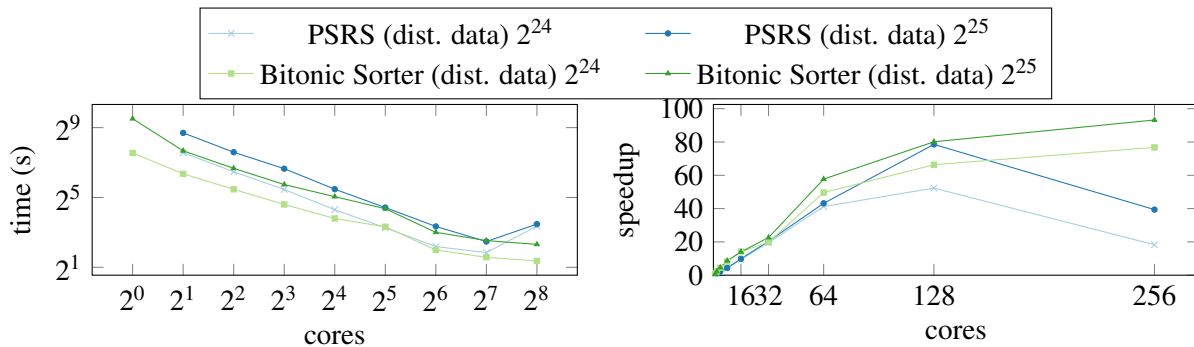 PSRS (dist. data) 2^24 PSRS (dist. data) 2^25
Bitonic Sorter (dist. data) 2^24 Bitonic Sorter (dist. data) 2^25
time (s)
2^9
2^5
2^1
2^0 2^1 2^2 2^3 2^4 2^5 2^6 2^7 2^8
cores
speedup
100
80
60
40
20
0
16 32 64 128 256
cores